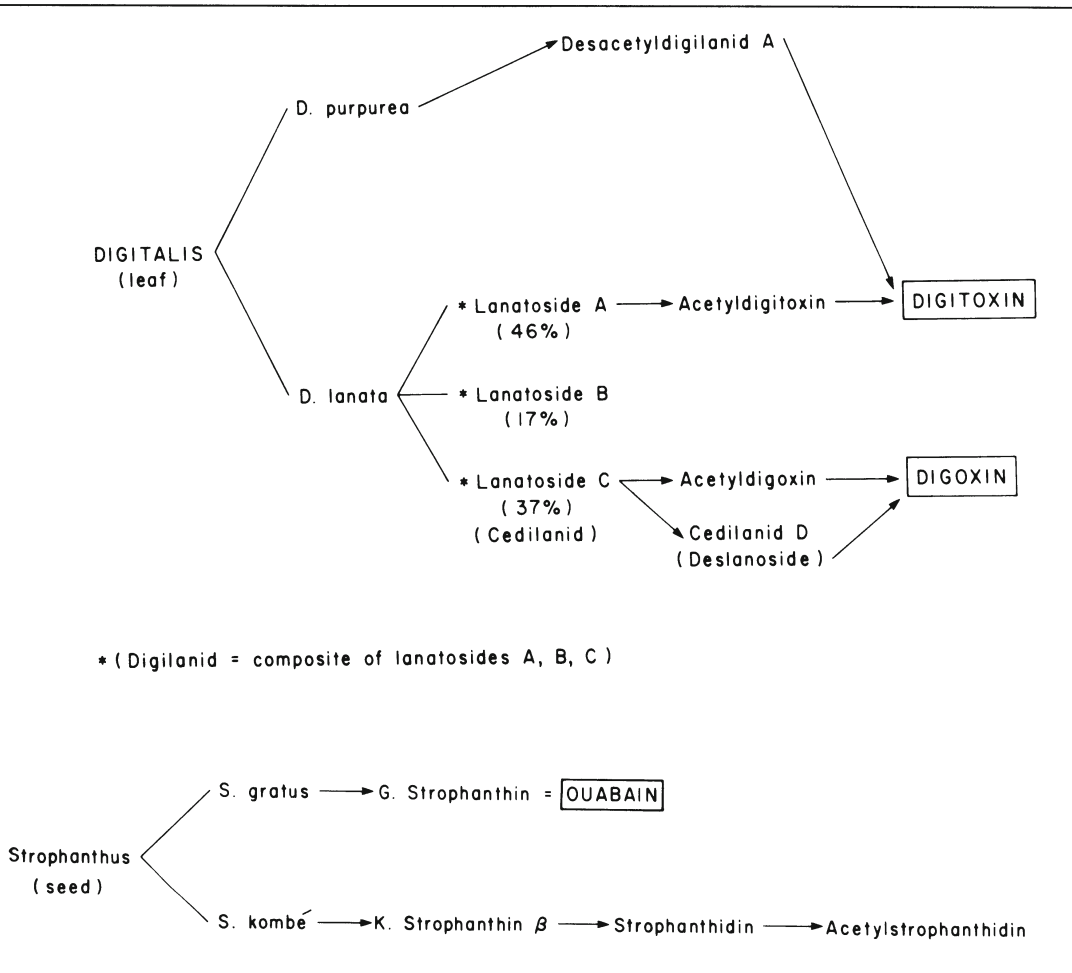 Desacetyldigilanid A
D. purpurea
DIGITALIS
(leaf)
* Lanatoside A
(46%)
Acetyldigitoxin
DIGITOXIN
D. lanata
* Lanatoside B
(17%)
* Lanatoside C
(37%)
(Cedilanid)
Acetyldigoxin
DIGOXIN
Cedilanid D
(Deslanoside)
* (Digilanid = composite of lanatosides A, B, C)
S. gratus
G. Strophanthin = OUABAIN
Strophanthus
(seed)
S. kombé
K. Strophanthin β
Strophanthidin
Acetylstrophanthidin